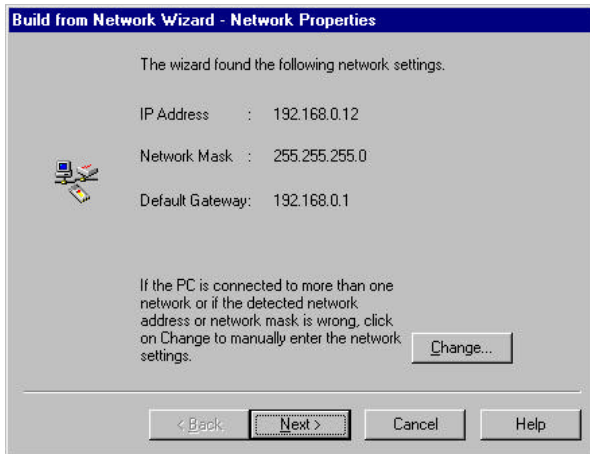 Build from Network Wizard - Network Properties
The wizard found the following network settings.
IP Address : 192.168.0.12
Network Mask : 255.255.255.0
Default Gateway: 192.168.0.1
If the PC is connected to more than one
network or if the detected network
address or network mask is wrong, click
on Change to manually enter the network
settings.
Change...
< Back Next > Cancel Help